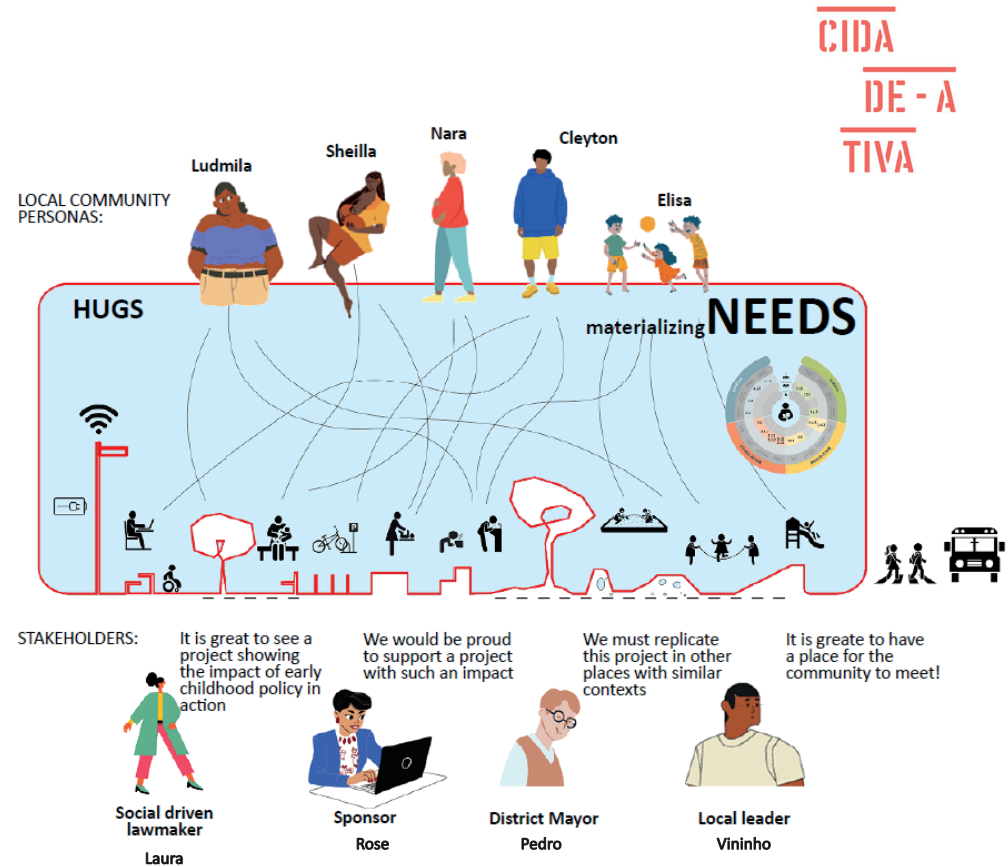 CIDA
DE-A
TIVA
Nara
Cleyton
Sheilla
Ludmila
Elisa
LOCAL COMMUNITY
PERSONAS:
HUGS
materializing NEEDS
P
STAKEHOLDERS:
It is great to see a
project showing
the impact of early
childhood policy in
action
We would be proud
to support a project
with such an impact
We must replicate
this project in other
places with similar
contexts
It is greate to have
a place for the
community to meet!
Social driven
lawmaker
Laura
Sponsor
Rose
District Mayor
Pedro
Local leader
Vininho